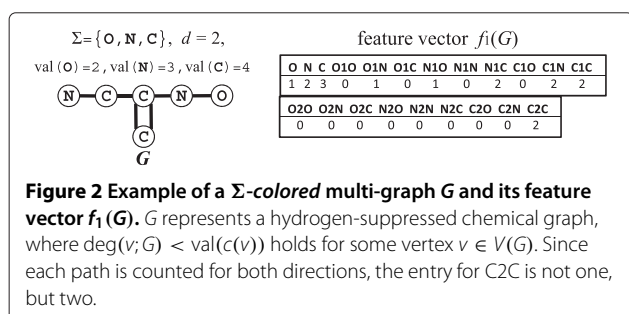 Σ={O,N,C}, d = 2,
val(O)=2, val(N)=3, val(C)=4
N C C N O
C
G
feature vector f1(G)
O N C O1O O1N O1C N1O N1N N1C C1O C1N C1C
1 2 3 0 1 0 1 0 2 0 2 2
O2O O2N O2C N2O N2N N2C C2O C2N C2C
0 0 0 0 0 0 0 0 2
Figure 2 Example of a Σ-colored multi-graph G and its feature
vector f1(G). G represents a hydrogen-suppressed chemical graph,
where deg(v; G) < val(c(v)) holds for some vertex v ∈ V(G). Since
each path is counted for both directions, the entry for C2C is not one,
but two.